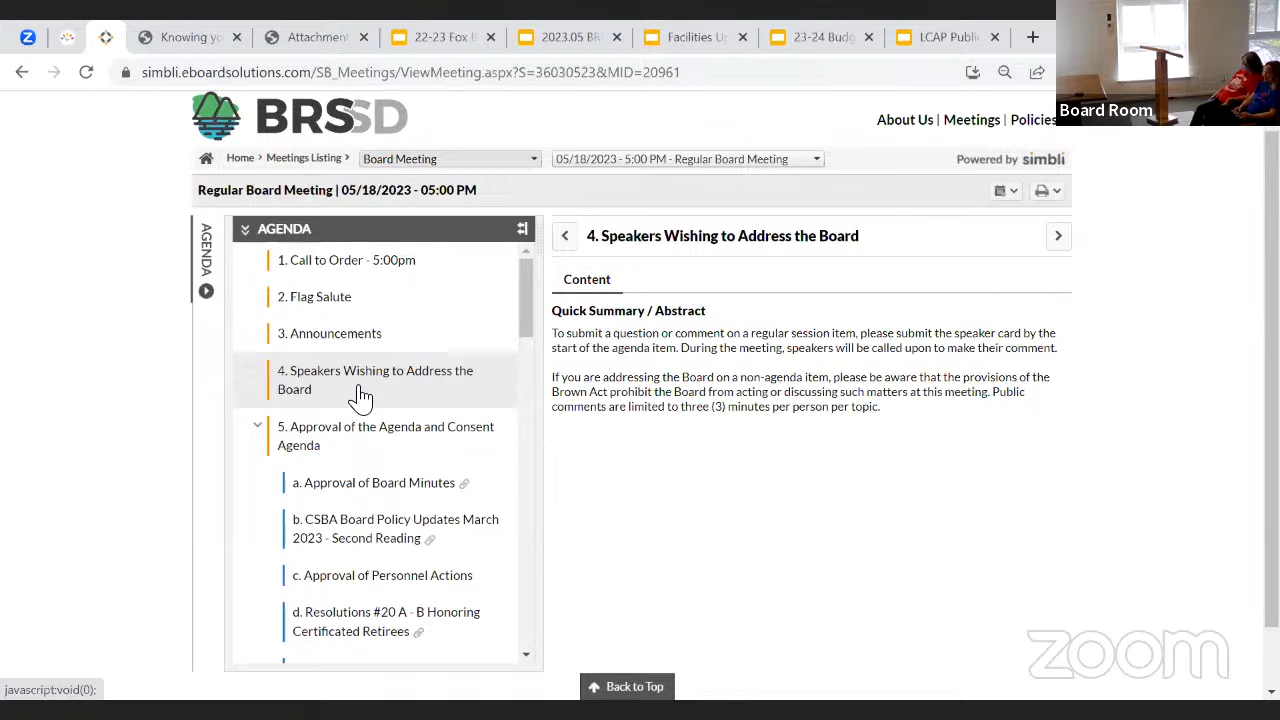 Knowing yo
Attachment
22-23 Fox B
2023.05 BR
Facilities Up
23-24 Budg
LCAP Publi
simbli.eboardsolutions.com/SB_Meetings/ViewMeeting.aspx?S=36030523&MID=20961
Board Room
BRSSD
About Us | Meetings | Policies
Home > Meetings Listing >
Board Meeting
05/18/2023 - 5:00 PM - Regular Board Meeting
Powered by simbli
Regular Board Meeting | 05/18/2023 - 05:00 PM
AGENDA
AGENDA
1. Call to Order - 5:00pm
2. Flag Salute
3. Announcements
4. Speakers Wishing to Address the
Board
5. Approval of the Agenda and Consent
Agenda
a. Approval of Board Minutes
b. CSBA Board Policy Updates March
2023 - Second Reading
c. Approval of Personnel Actions
d. Resolutions #20 A - B Honoring
Certificated Retirees
4. Speakers Wishing to Address the Board
Content
Quick Summary / Abstract
To submit a question or comment on a regular session item, please submit the speaker card by the
start of the agenda item. During the meeting, speakers will be called upon to make their comment.
If you are addressing the Board on a non-agenda item, please be aware that the provisions of the
Brown Act prohibit the Board from acting or discussing such matters at this meeting. Public
comments are limited to three (3) minutes per person per topic.
zoom
javascript:void(0);
Back to Top